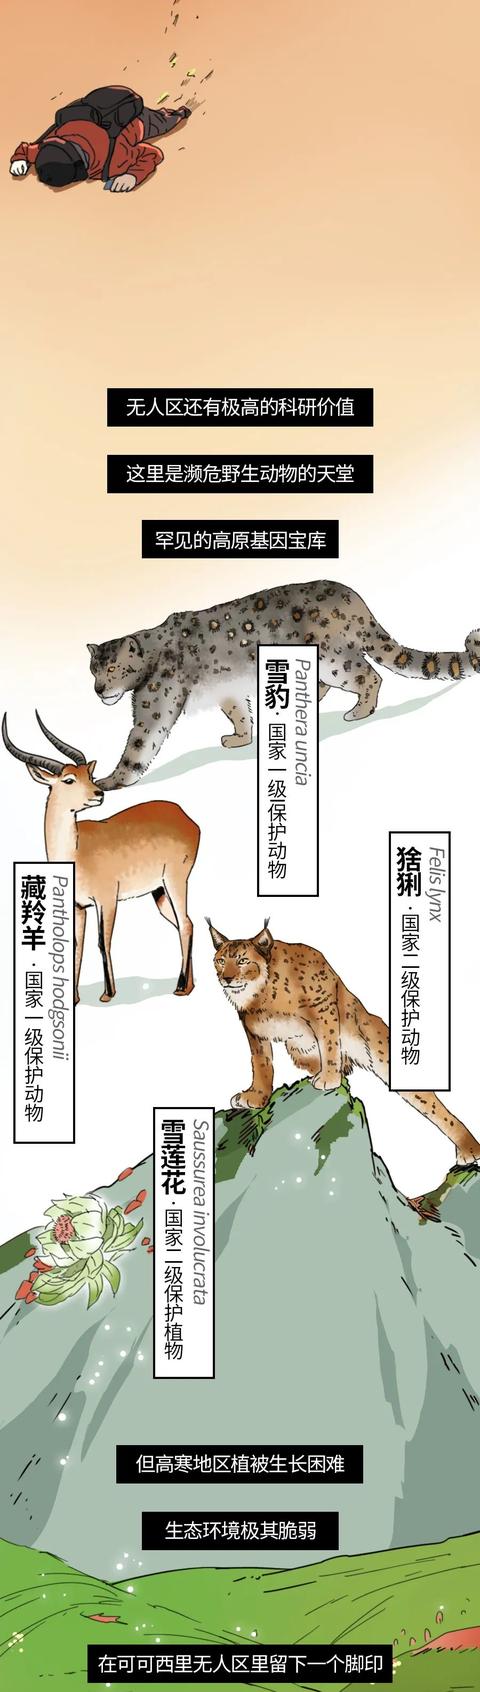 无人区还有极高的科研价值
这里是濒危野生动物的天堂
罕见的高原基因宝库
Panthera uncia
雪豹·国家一级保护动物
Felis lynx
猞猁·国家二级保护动物
Pantholops hodgsonii
藏羚羊·国家一级保护动物
Saussurea involucrata
雪莲花·国家二级保护植物
但高寒地区植被生长困难
生态环境极其脆弱
在可可西里无人区里留下一个脚印